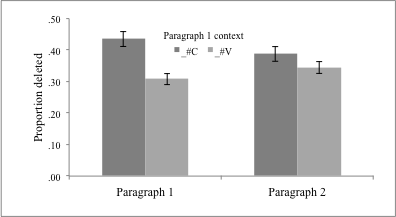 .50
.40
.30
.20
.10
.00
Proportion deleted
Paragraph 1 context
_#C _#V
Paragraph 1 Paragraph 2